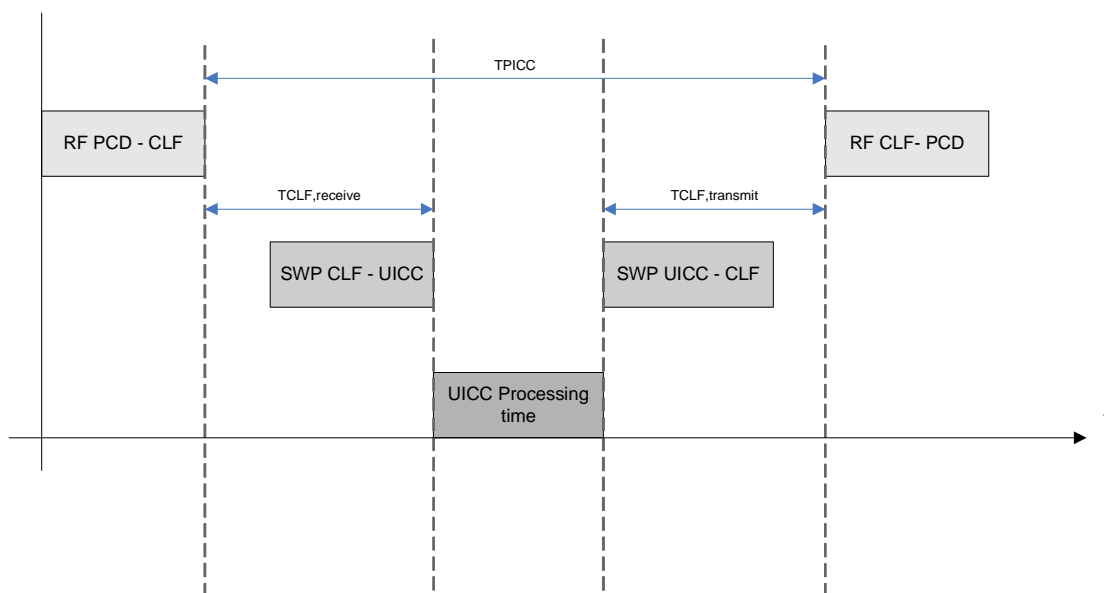 TPICC
RF PCD - CLF
RF CLF- PCD
TCLF,receive
TCLF,transmit
SWP CLF - UICC
SWP UICC - CLF
UICC Processing
time